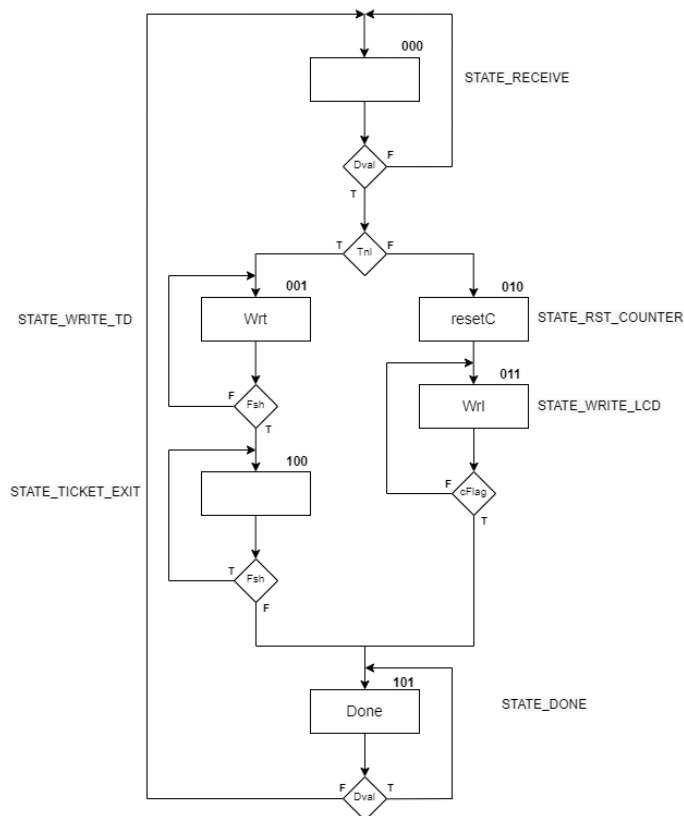 000
STATE_RECEIVE
Dval
F
T
T
Tnl
F
001
010
STATE_WRITE_TD
Wrt
resetC
STATE_RST_COUNTER
011
F
Fsh
Wrl
STATE_WRITE_LCD
T
100
STATE_TICKET_EXIT
F
cFlag
T
T
Fsh
F
101
Done
STATE_DONE
F
Dval
T